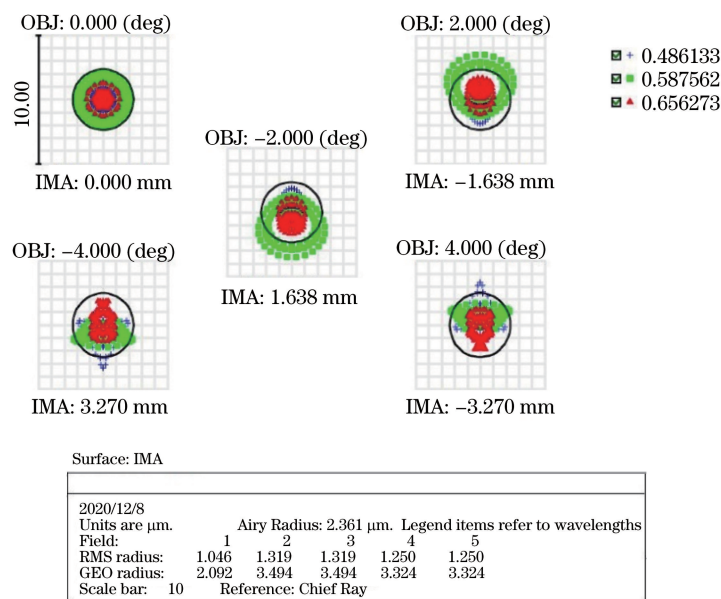 OBJ: 0.000 (deg)
10.00
IMA: 0.000 mm
OBJ: 2.000 (deg)
IMA: −1.638 mm
0.486133
0.587562
0.656273
OBJ: −2.000 (deg)
IMA: 1.638 mm
OBJ: −4.000 (deg)
IMA: 3.270 mm
OBJ: 4.000 (deg)
IMA: −3.270 mm
Surface: IMA
2020/12/8
Units are μm. Airy Radius: 2.361 μm. Legend items refer to wavelengths
Field: 1 2 3 4 5
RMS radius: 1.046 1.319 1.319 1.250 1.250
GEO radius: 2.092 3.494 3.494 3.324 3.324
Scale bar: 10 Reference: Chief Ray